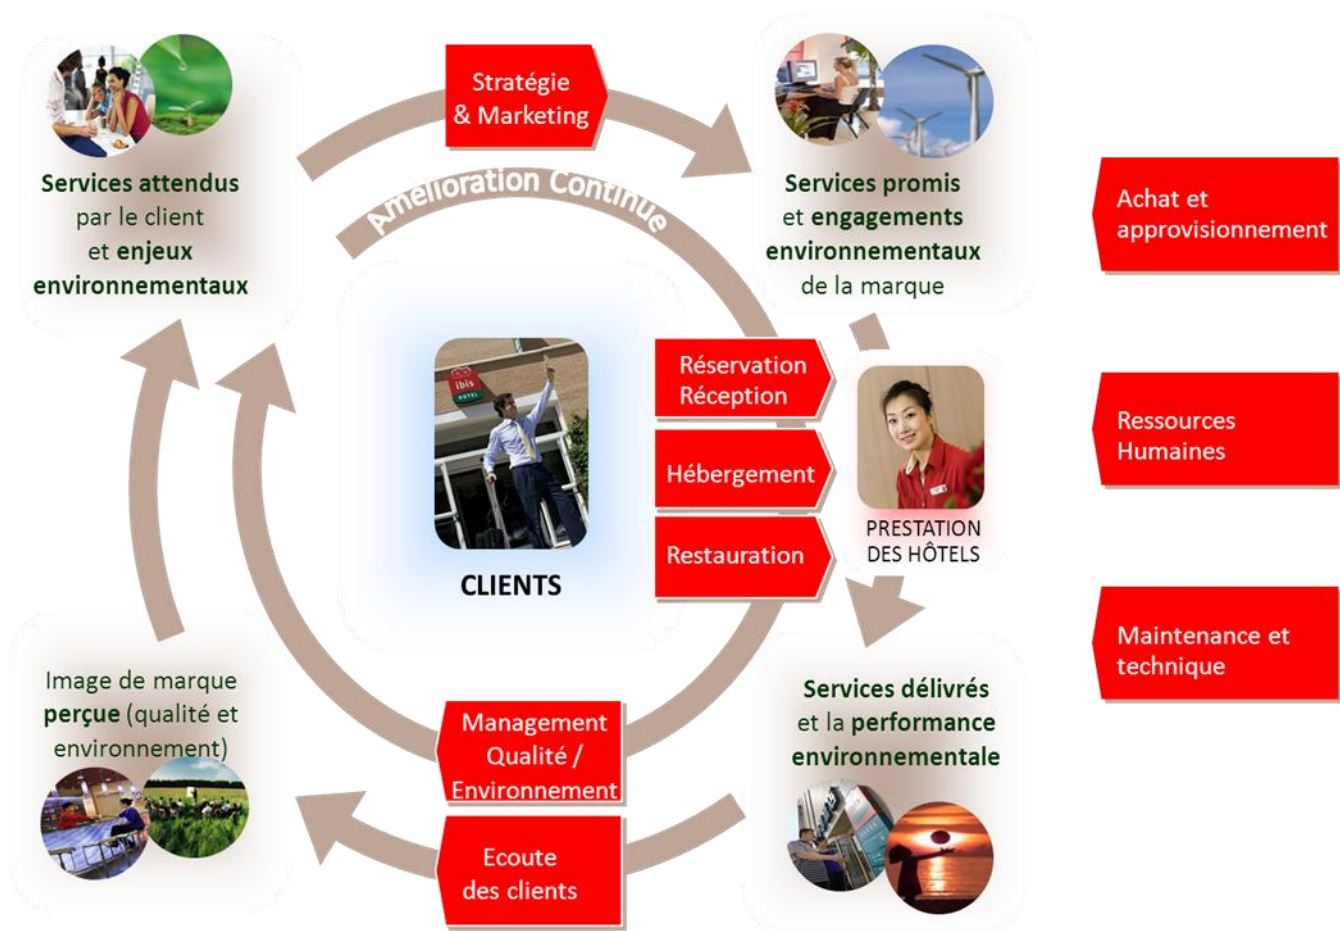 Services attendus
par le client
et enjeux
environnementaux
Stratégie
& Marketing
Services promis
et engagements
environnementaux
de la marque
Amélioration Continue
Achat et
approvisionnement
ibis
HOTEL
CLIENTS
Réservation
Réception
Hébergement
Restauration
PRESTATION
DES HÔTELS
Ressources
Humaines
Maintenance et
technique
Image de marque
perçue (qualité et
environnement)
Management
Qualité /
Environnement
Ecoute
des clients
Services délivrés
et la performance
environnementale